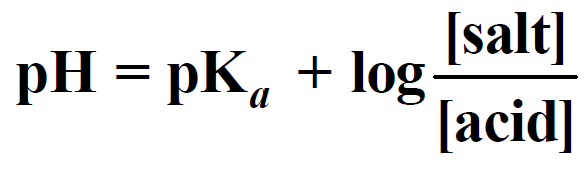 pH = pKₐ + log [salt]/[acid]